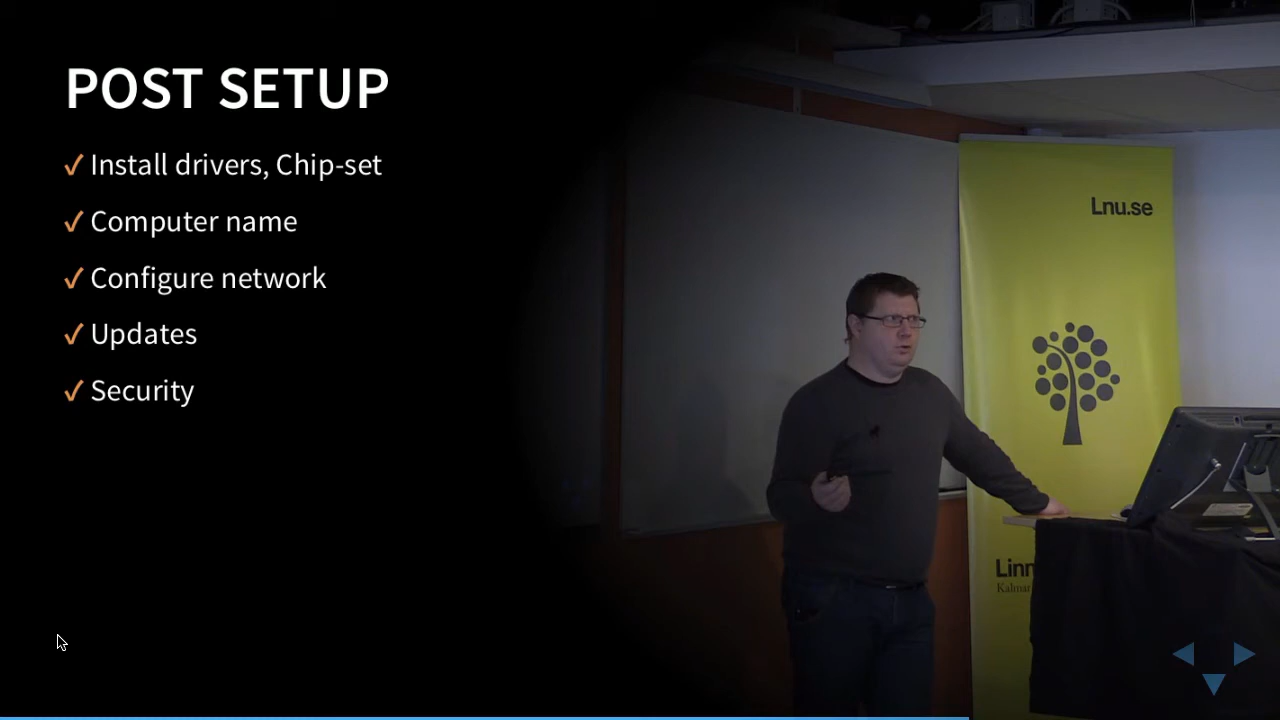 POST SETUP
✓ Install drivers, Chip-set
✓ Computer name
✓ Configure network
✓ Updates
✓ Security
Lnu.se
Linn
Kalmar